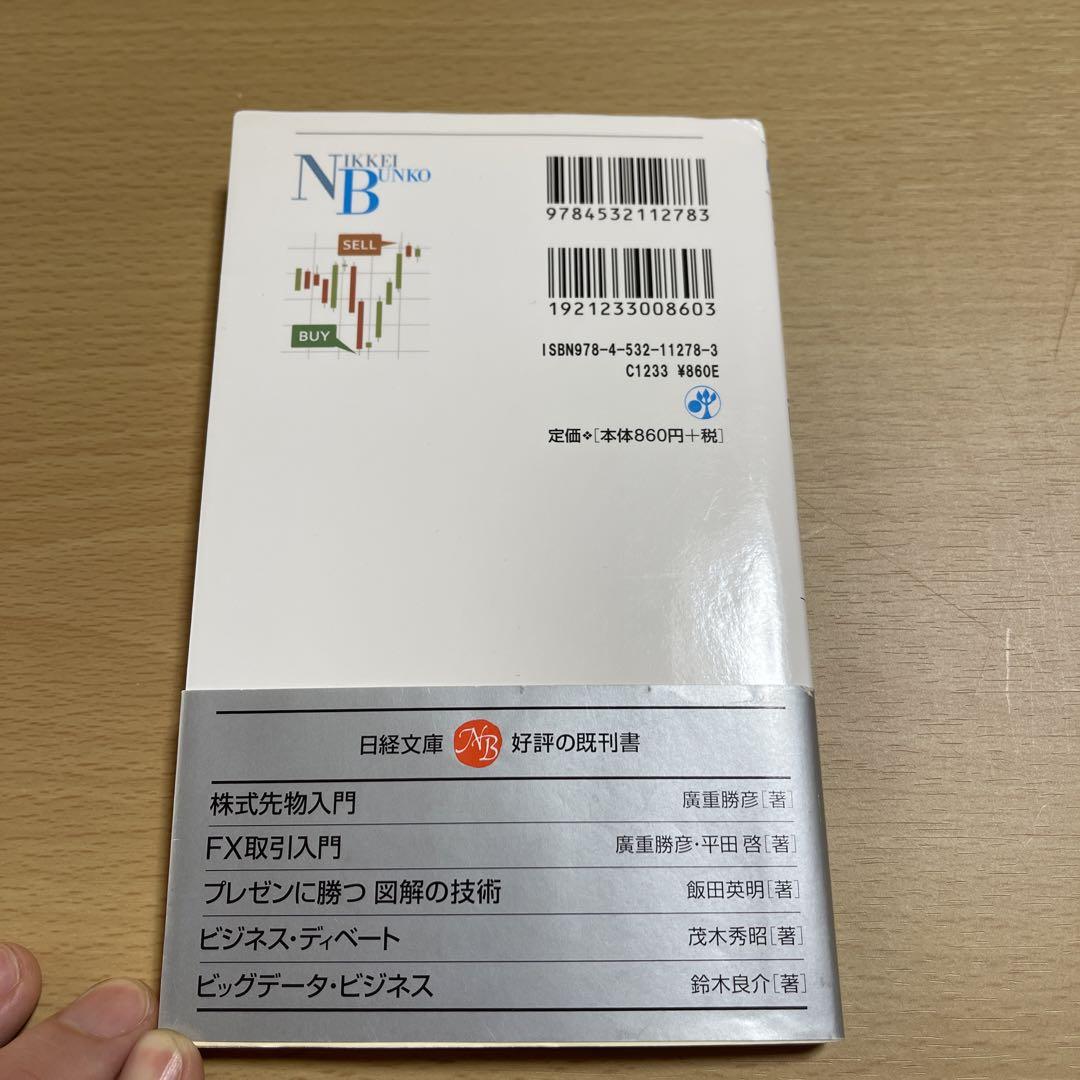 NIKKEI
BUNKO
SELL
BUY
9784532112783
1921233008603
ISBN978-4-532-11278-3
C1233 ¥860E
定価❖[本体860円+税]
日経文庫 NB 好評の既刊書
株式先物入門 廣重勝彦[著]
FX取引入門 廣重勝彦・平田 啓[著]
プレゼンに勝つ 図解の技術 飯田英明[著]
ビジネス・ディベート 茂木秀昭[著]
ビッグデータ・ビジネス 鈴木良介[著]